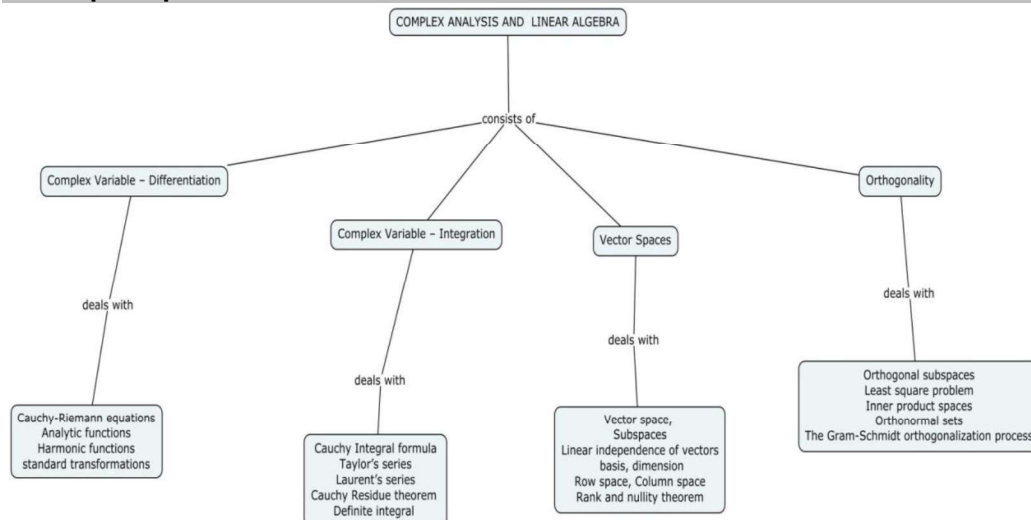 COMPLEX ANALYSIS AND LINEAR ALGEBRA
consists of
Complex Variable – Differentiation
deals with
Cauchy-Riemann equations
Analytic functions
Harmonic functions
standard transformations
Complex Variable – Integration
deals with
Cauchy Integral formula
Taylor's series
Laurent's series
Cauchy Residue theorem
Definite integral
Vector Spaces
deals with
Vector space,
Subspaces
Linear independence of vectors
basis, dimension
Row space, Column space
Rank and nullity theorem
Orthogonality
deals with
Orthogonal subspaces
Least square problem
Inner product spaces
Orthonormal sets
The Gram-Schmidt orthogonalization process